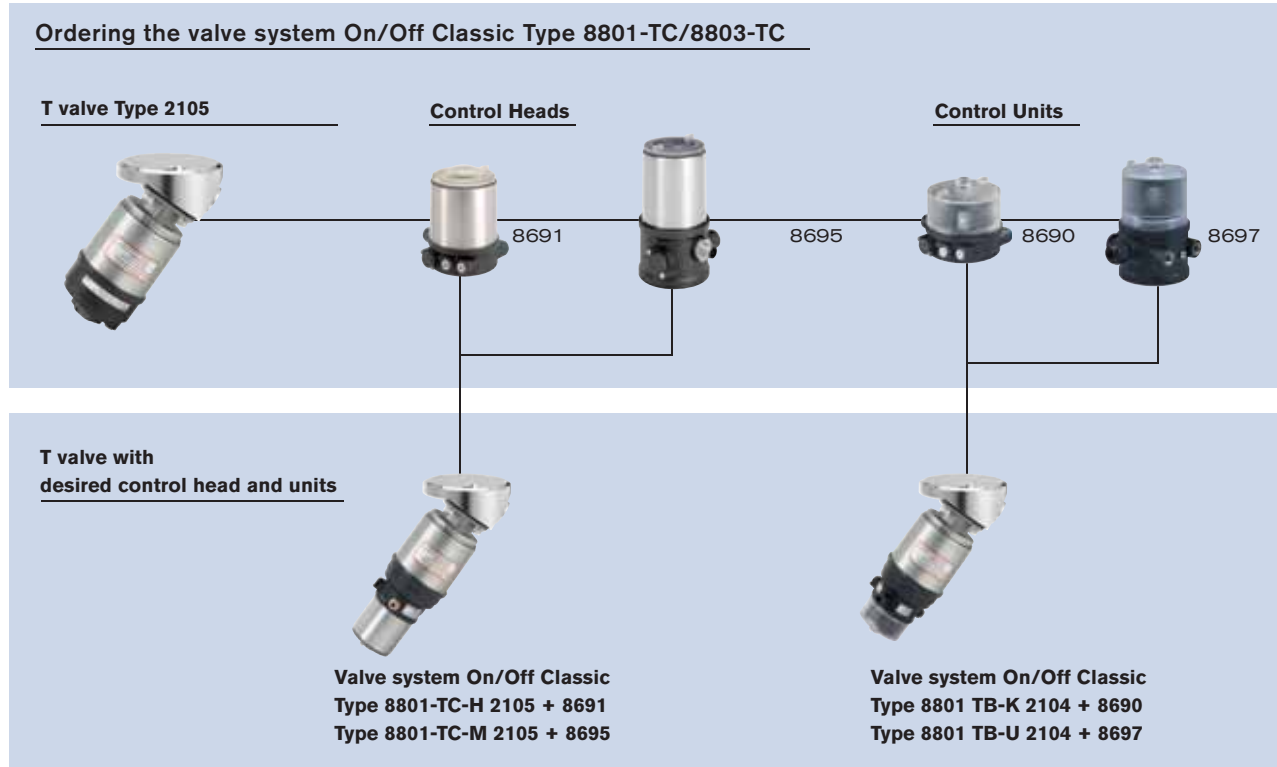 Ordering the valve system On/Off Classic Type 8801-TC/8803-TC
T valve Type 2105
Control Heads
Control Units
8691
8695
8690
8697
T valve with
desired control head and units
Valve system On/Off Classic
Type 8801-TC-H 2105 + 8691
Type 8801-TC-M 2105 + 8695
Valve system On/Off Classic
Type 8801 TB-K 2104 + 8690
Type 8801 TB-U 2104 + 8697